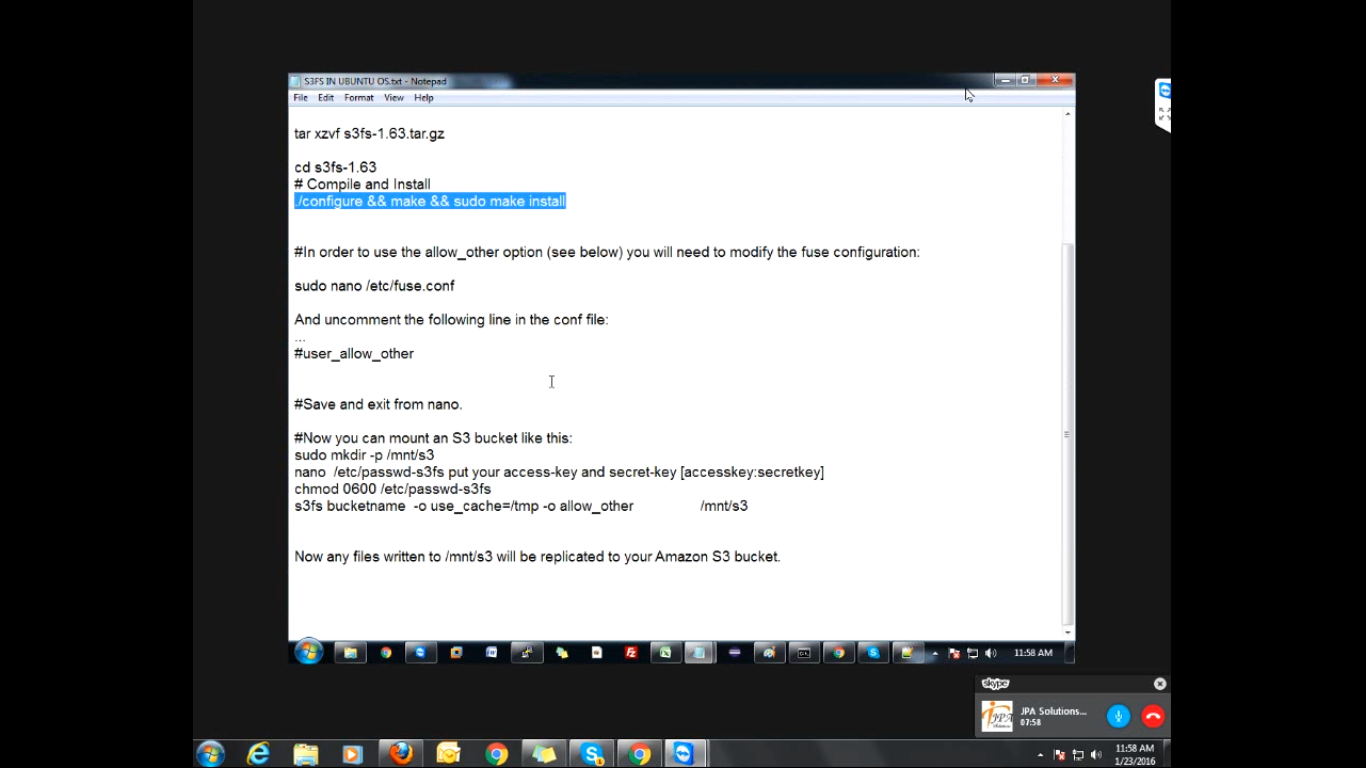 S3FS IN UBUNTU OS.txt - Notepad
File Edit Format View Help
tar xzvf s3fs-1.63.tar.gz
cd s3fs-1.63
# Compile and Install
./configure && make && sudo make install
#In order to use the allow_other option (see below) you will need to modify the fuse configuration:
sudo nano /etc/fuse.conf
And uncomment the following line in the conf file:
...
#user_allow_other
#Save and exit from nano.
#Now you can mount an S3 bucket like this:
sudo mkdir -p /mnt/s3
nano /etc/passwd-s3fs put your access-key and secret-key [accesskey:secretkey]
chmod 0600 /etc/passwd-s3fs
s3fs bucketname -o use_cache=/tmp -o allow_other /mnt/s3
Now any files written to /mnt/s3 will be replicated to your Amazon S3 bucket.
11:58 AM
skype
JPA Solutions...
07:58
11:58 AM
1/23/2016